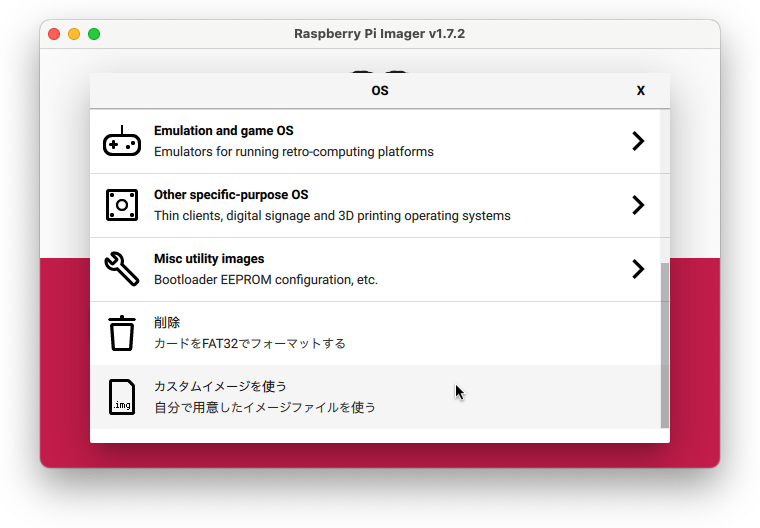 Raspberry Pi Imager v1.7.2
OS X
Emulation and game OS
Emulators for running retro-computing platforms
Other specific-purpose OS
Thin clients, digital signage and 3D printing operating systems
Misc utility images
Bootloader EEPROM configuration, etc.
削除
カードをFAT32でフォーマットする
カスタムイメージを使う
自分で用意したイメージファイルを使う
.img